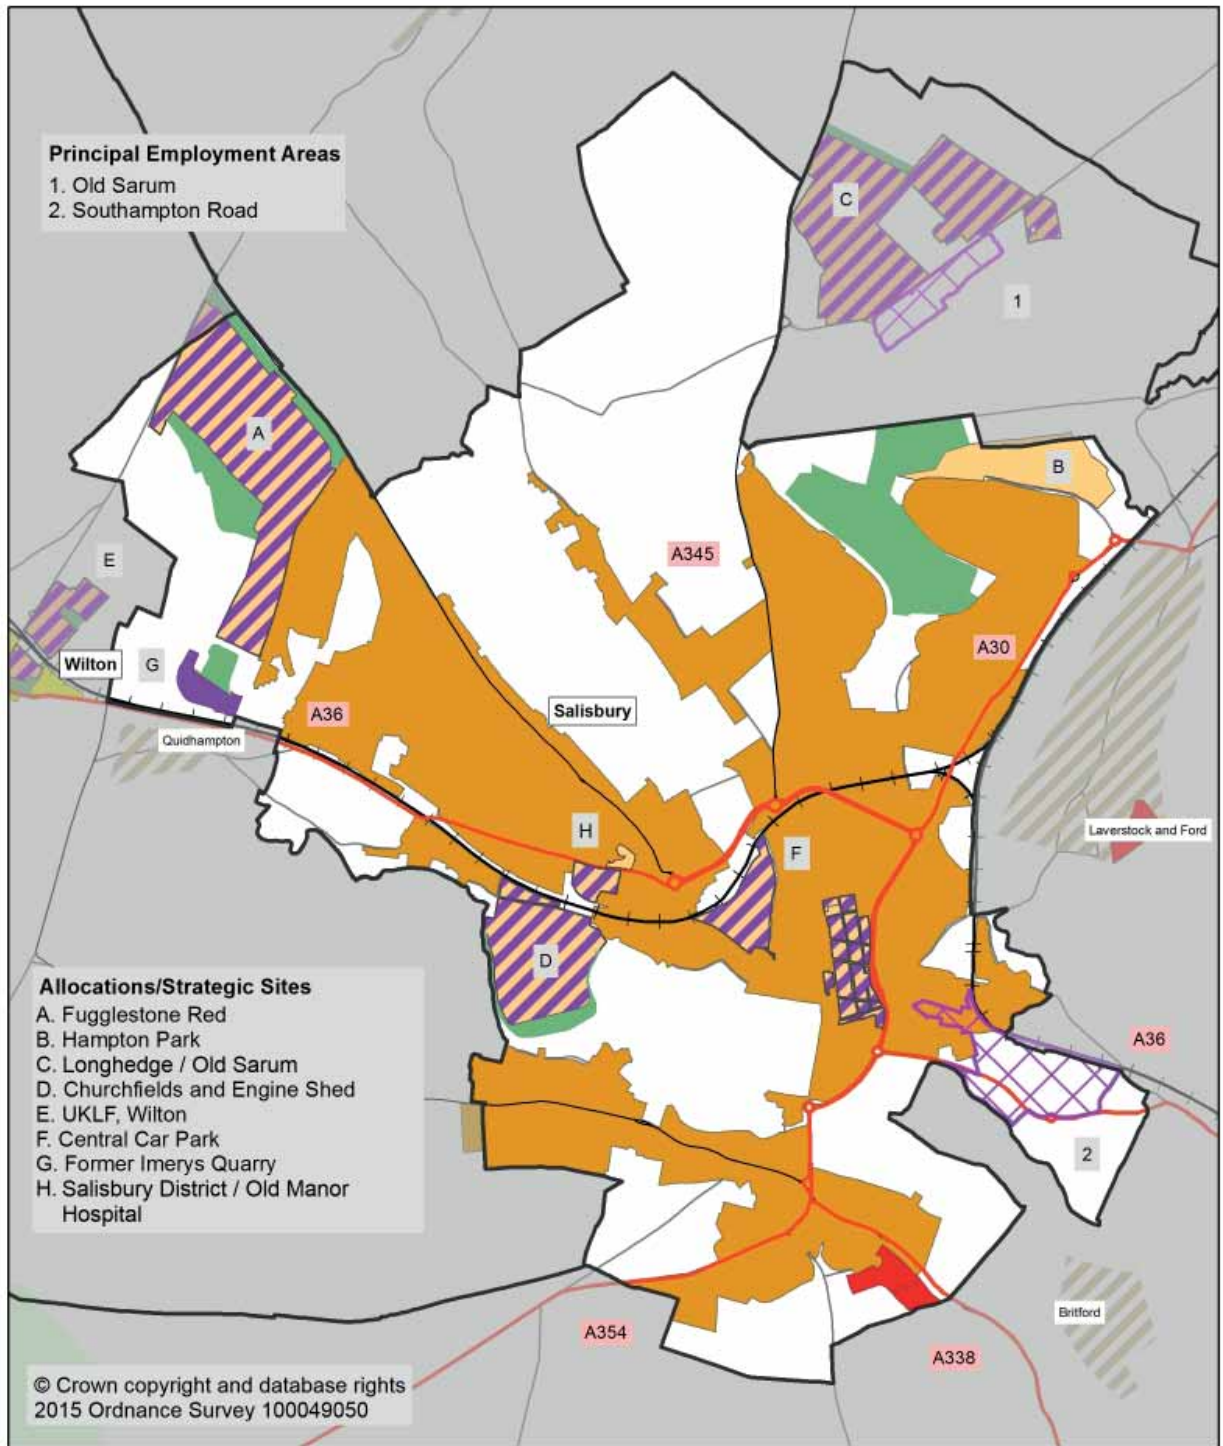 Principal Employment Areas
1. Old Sarum
2. Southampton Road
C
1
A
B
E
A345
A30
Wilton
G
Salisbury
A36
Quidhampton
H
F
Laverstock and Ford
D
Allocations/Strategic Sites
A. Fugglestone Red
B. Hampton Park
C. Longhedge / Old Sarum
D. Churchfields and Engine Shed
E. UKLF, Wilton
F. Central Car Park
G. Former Imerys Quarry
H. Salisbury District / Old Manor
Hospital
A36
2
Britford
A354
A338
© Crown copyright and database rights
2015 Ordnance Survey 100049050